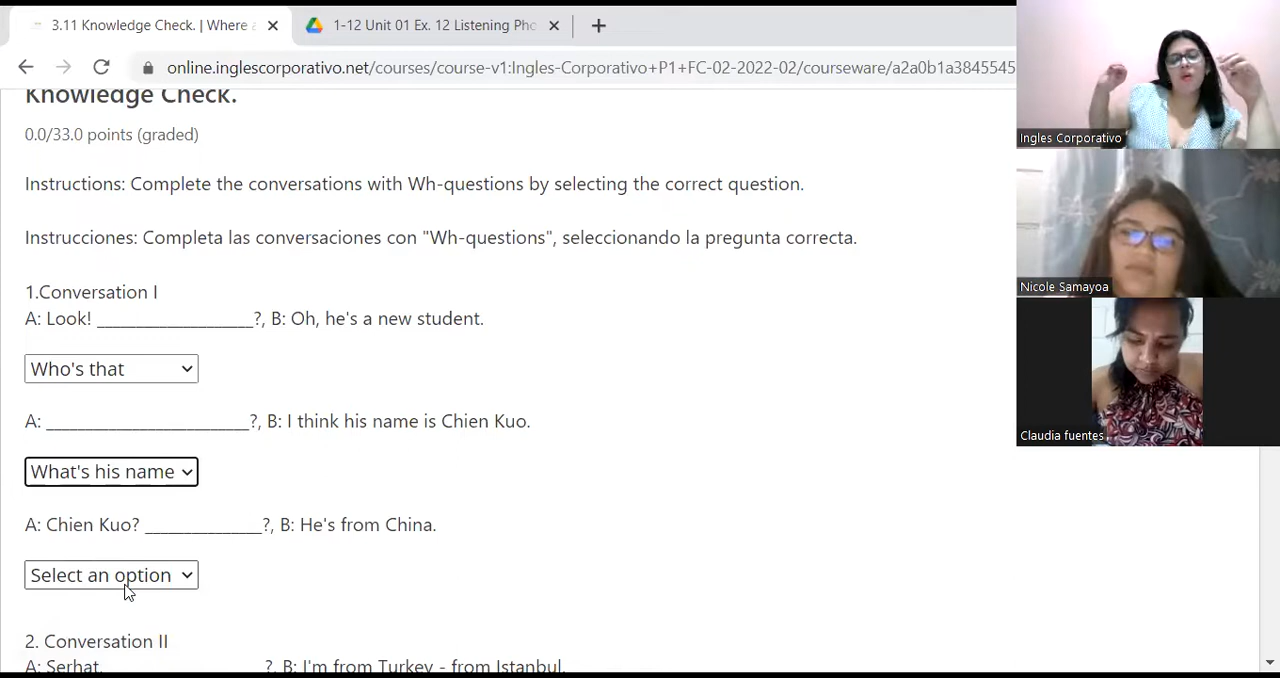 3.11 Knowledge Check. | Where a
1-12 Unit 01 Ex. 12 Listening Pho
online.inglescorporativo.net/courses/course-v1:Ingles-Corporativo+P1+FC-02-2022-02/courseware/a2a0b1a3845545
Knowledge Check.
0.0/33.0 points (graded)
Instructions: Complete the conversations with Wh-questions by selecting the correct question.
Instrucciones: Completa las conversaciones con "Wh-questions", seleccionando la pregunta correcta.
1.Conversation I
A: Look! ____________________?, B: Oh, he's a new student.
Who's that
A: __________________________?, B: I think his name is Chien Kuo.
What's his name
A: Chien Kuo? _______________?, B: He's from China.
Select an option
2. Conversation II
A: Serhat, ____________________?, B: I'm from Turkey - from Istanbul.
Ingles Corporativo
Nicole Samayoa
Claudia fuentes